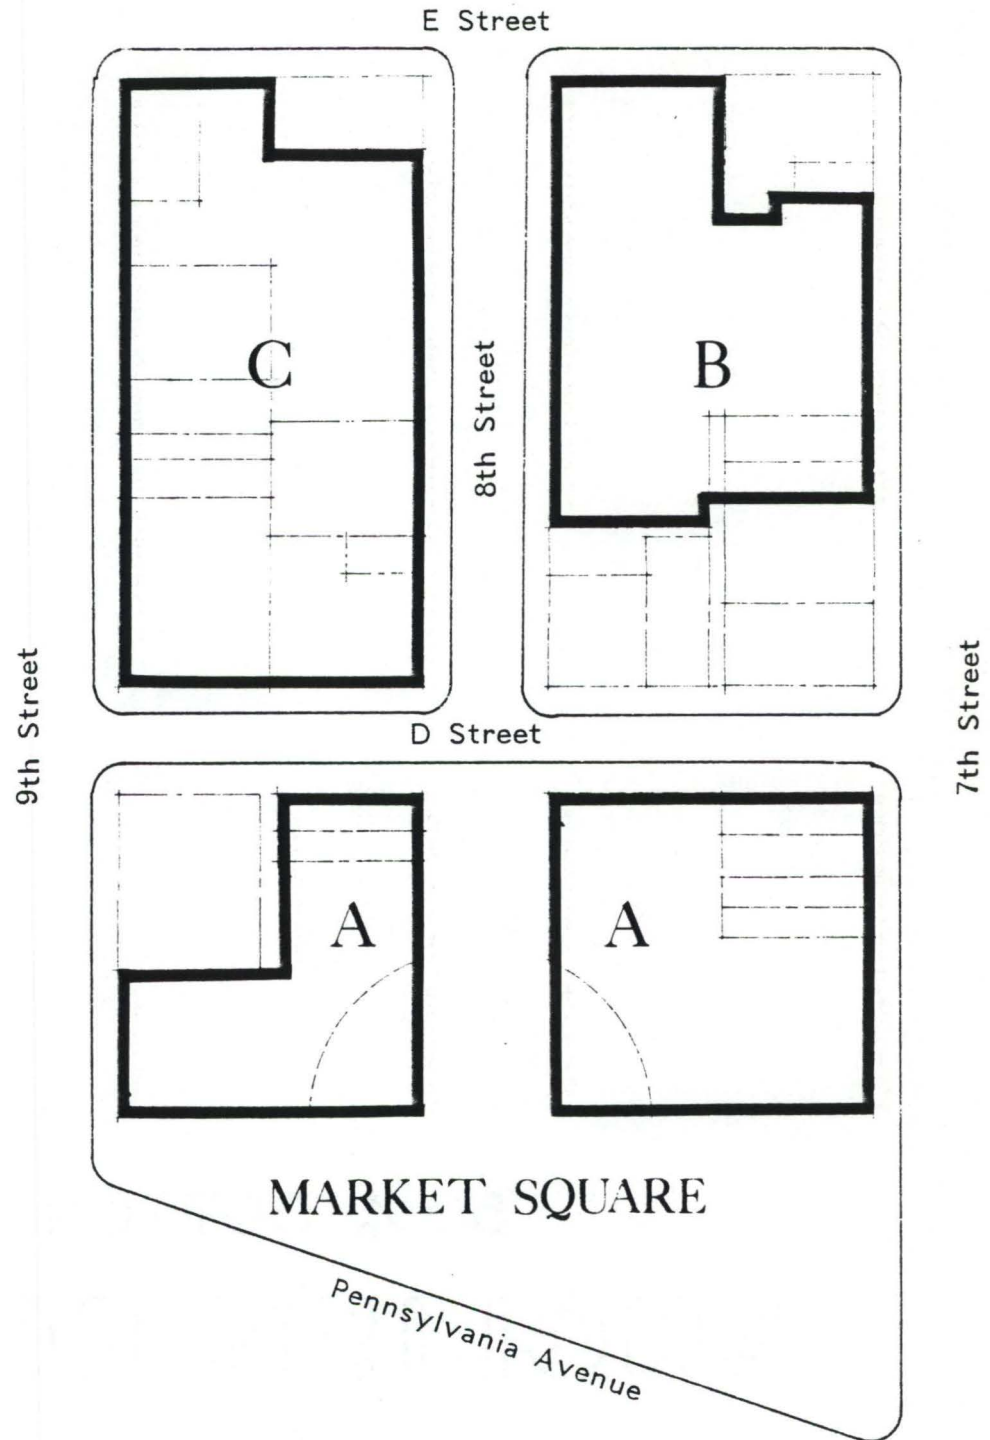 E Street
C
B
8th Street
9th Street
7th Street
D Street
A
A
MARKET SQUARE
Pennsylvania Avenue